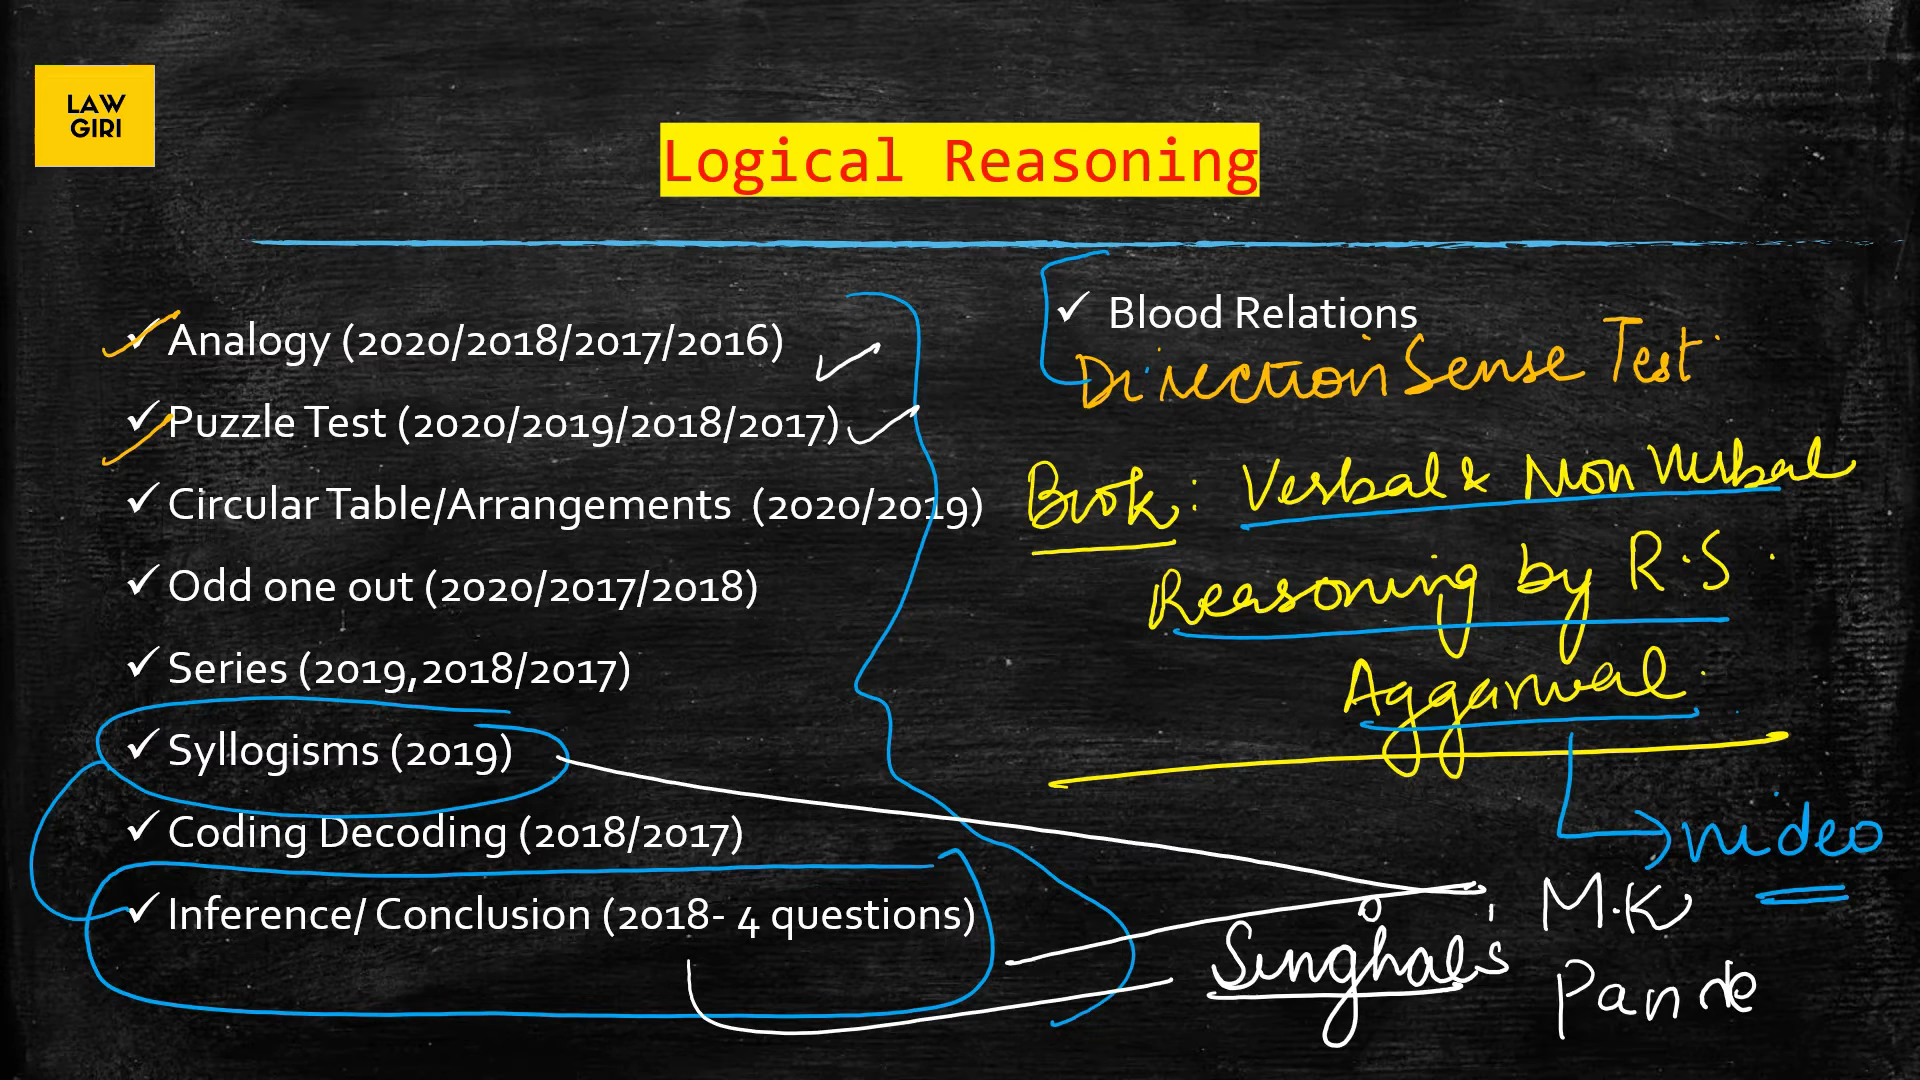 LAW
GIRI
Logical Reasoning
Analogy (2020/2018/2017/2016)
Puzzle Test (2020/2019/2018/2017)
Circular Table/Arrangements (2020/2019)
Odd one out (2020/2017/2018)
Series (2019,2018/2017)
Syllogisms (2019)
Coding Decoding (2018/2017)
Inference/ Conclusion (2018- 4 questions)
Blood Relations
Direction Sense Test
Book: Verbal & Non Verbal
Reasoning by R.S.
Aggarwal
video
Singhal's
M.K
Pande